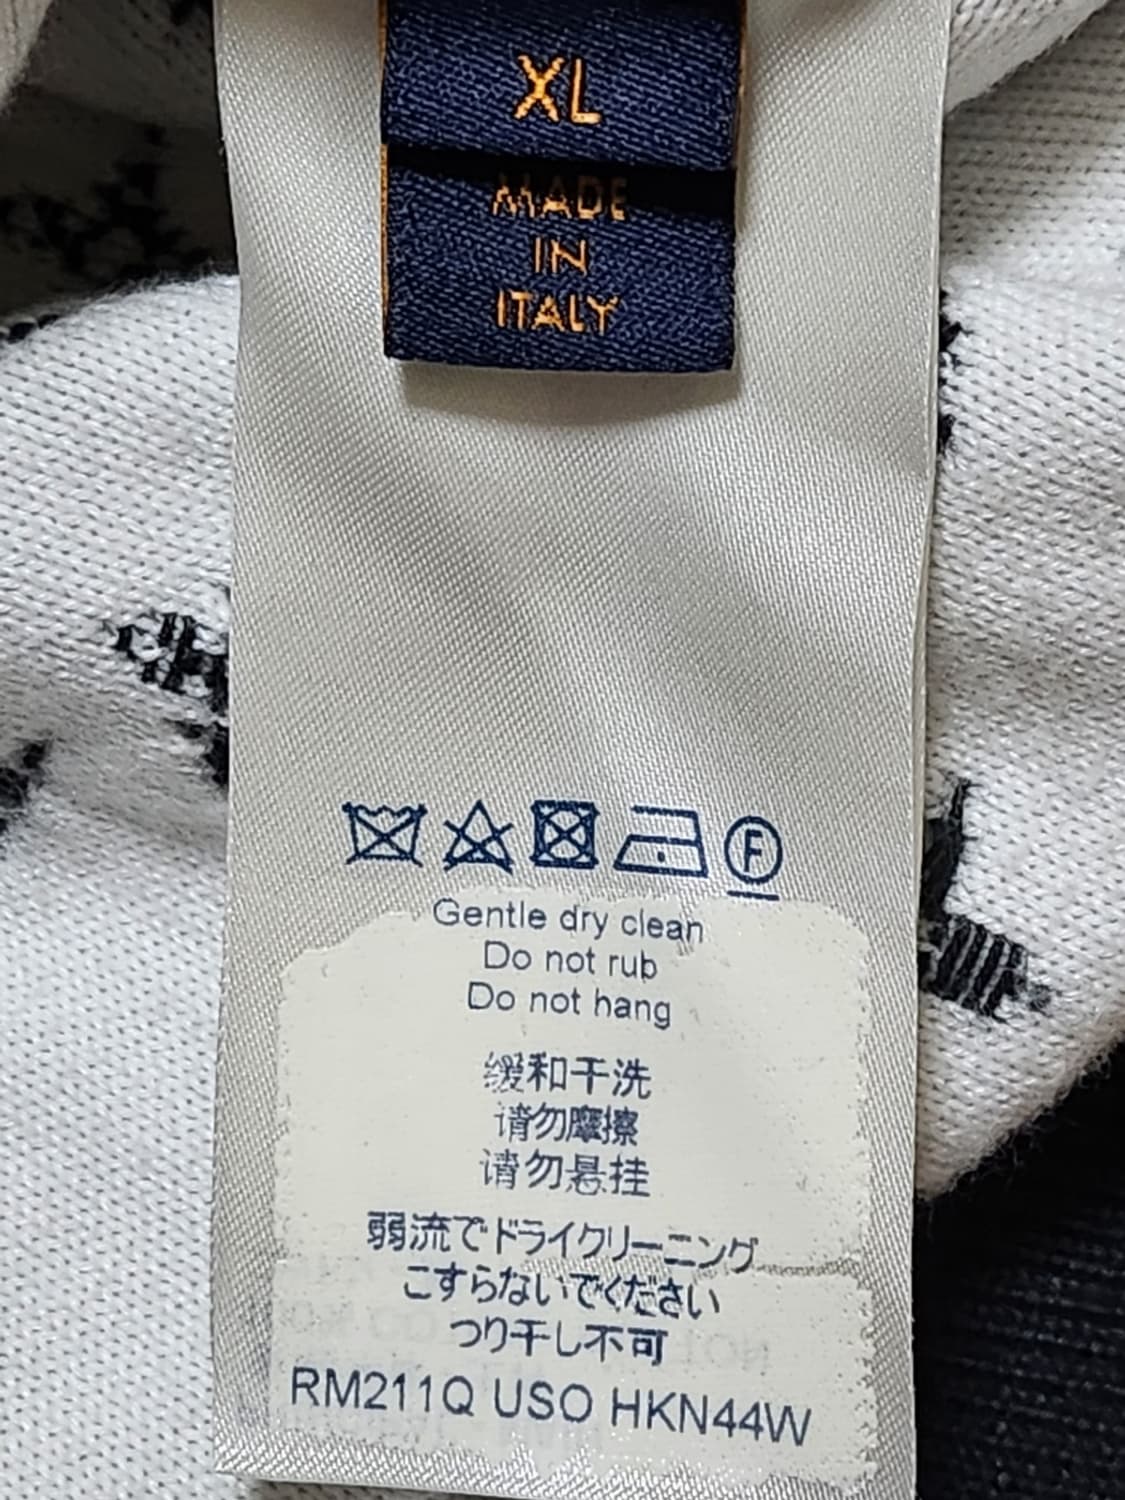 XL
MADE
IN
ITALY
F
Gentle dry clean
Do not rub
Do not hang
缓和干洗
请勿摩擦
请勿悬挂
弱流でドライクリーニング
こすらないでください
つり干し不可
RM211Q USO HKN44W